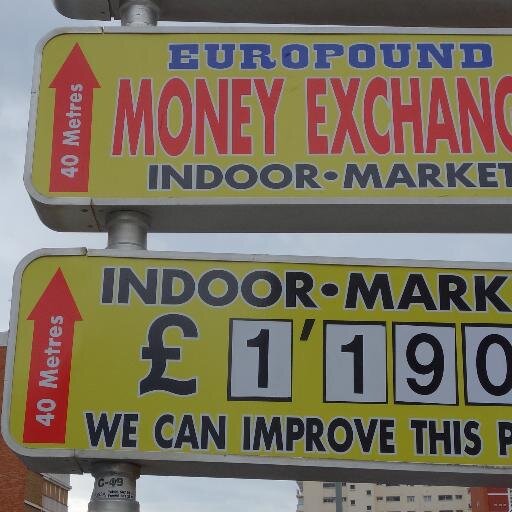 EUROPOUND
MONEY EXCHANG
INDOOR•MARKET
40 Metres
INDOOR•MARK
£ 1'190
WE CAN IMPROVE THIS P
40 Metres
C-49